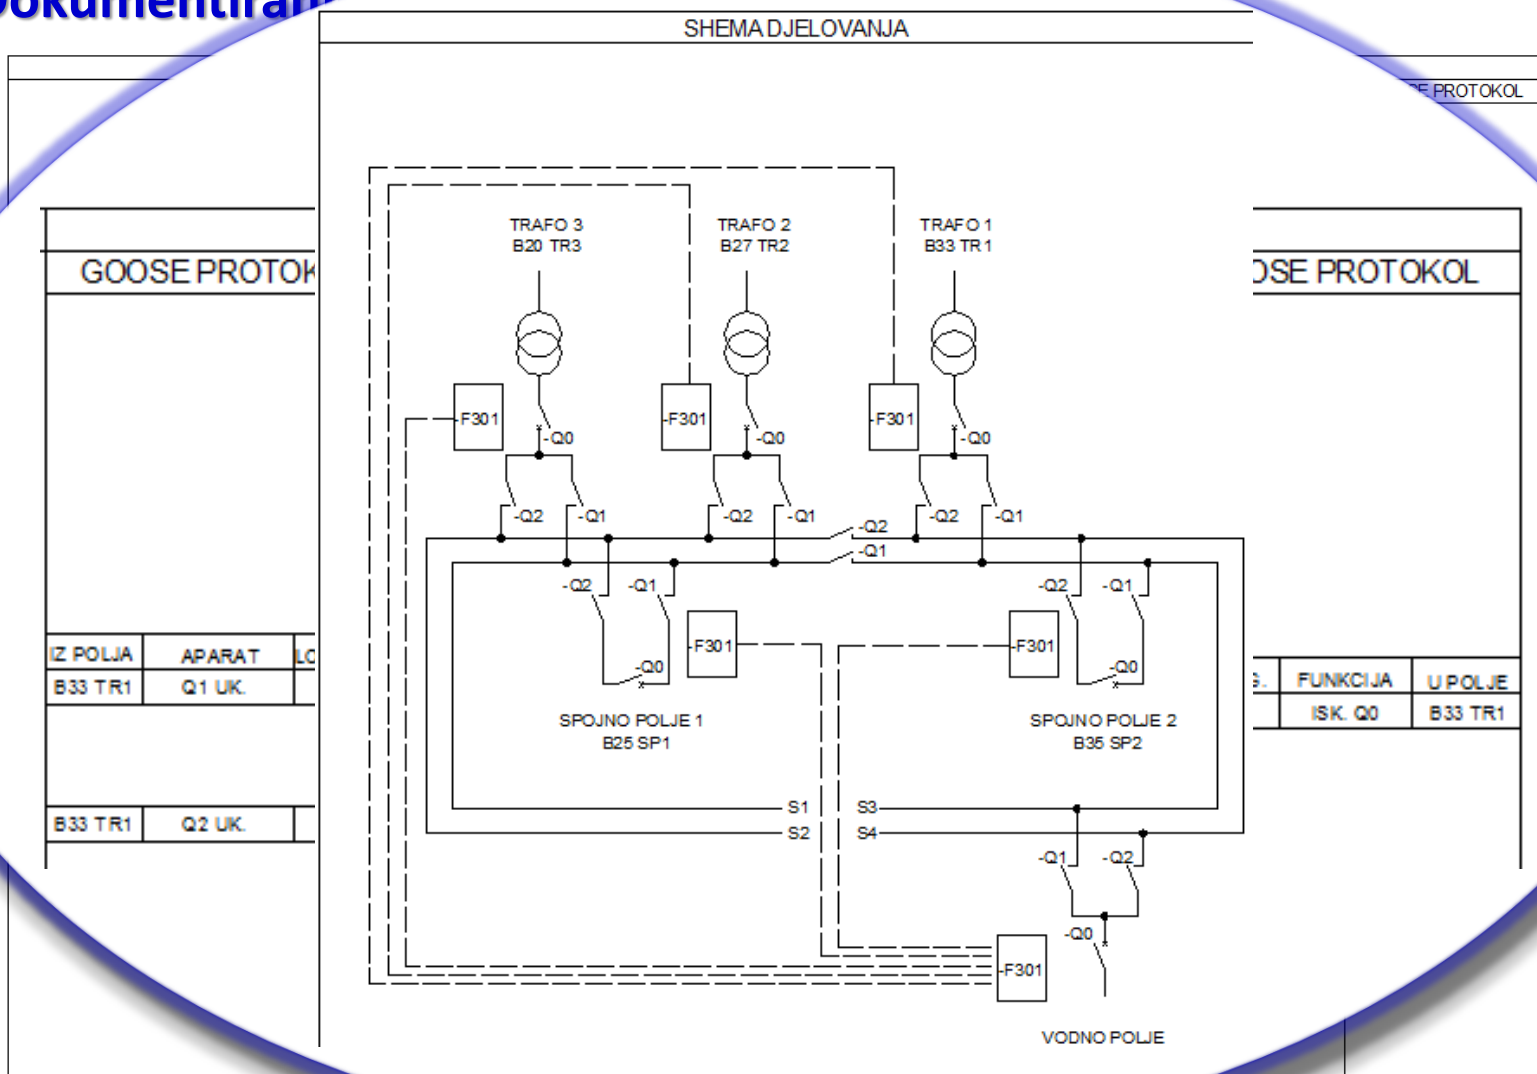 SHEMA DJELOVANJA
PROTOKOL
TRAFO 3
B20 TR3
TRAFO 2
B27 TR2
TRAFO 1
B33 TR1
GOOSE
PROTOKOL
-F301
-F301
-F301
-Q0
-Q0
-Q0
-Q2
-Q1
-Q2
-Q1
-Q2
-Q1
-Q2
-Q1
-Q2
-Q1
-Q2
-Q1
-F301
-F301
-Q0
-Q0
IZ POLJA
APARAT
B33 TR1
Q1 UK.
FUNKCIJA
U POLJE
ISK. Q0
B33 TR1
SPOJNO POLJE 1
B25 SP1
SPOJNO POLJE 2
B35 SP2
S1
S3
S2
S4
B33 TR1
Q2 UK.
-Q1
-Q2
-Q0
-F301
VODNO POLJE